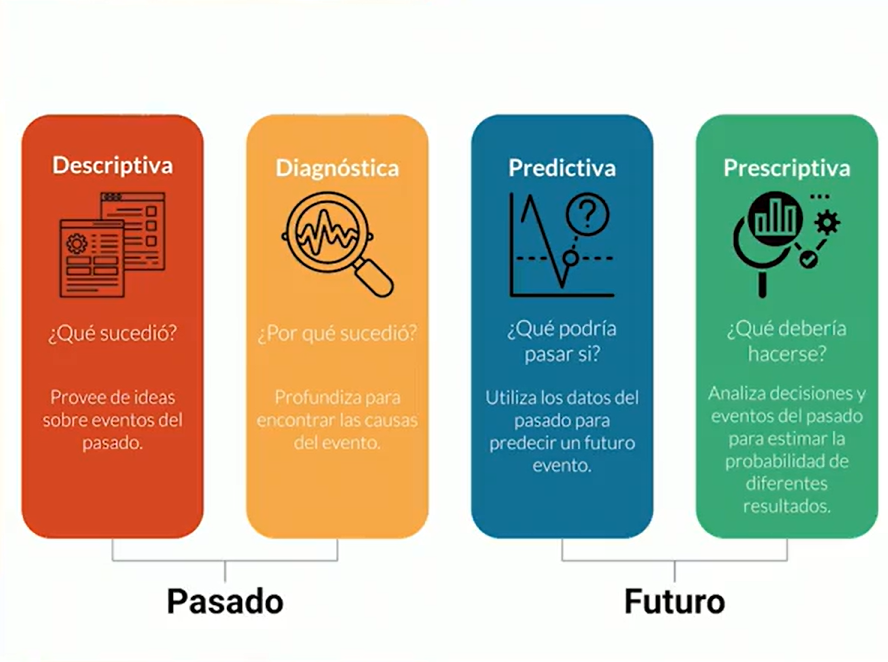 Descriptiva
¿Qué sucedió?
Provee de ideas
sobre eventos del
pasado.
Diagnóstica
¿Por qué sucedió?
Profundiza para
encontrar las causas
del evento.
Predictiva
?
¿Qué podría
pasar si?
Utiliza los datos del
pasado para
predecir un futuro
evento.
Prescriptiva
¿Qué debería
hacerse?
Analiza decisiones y
eventos del pasado
para estimar la
probabilidad de
diferentes
resultados.
Pasado
Futuro